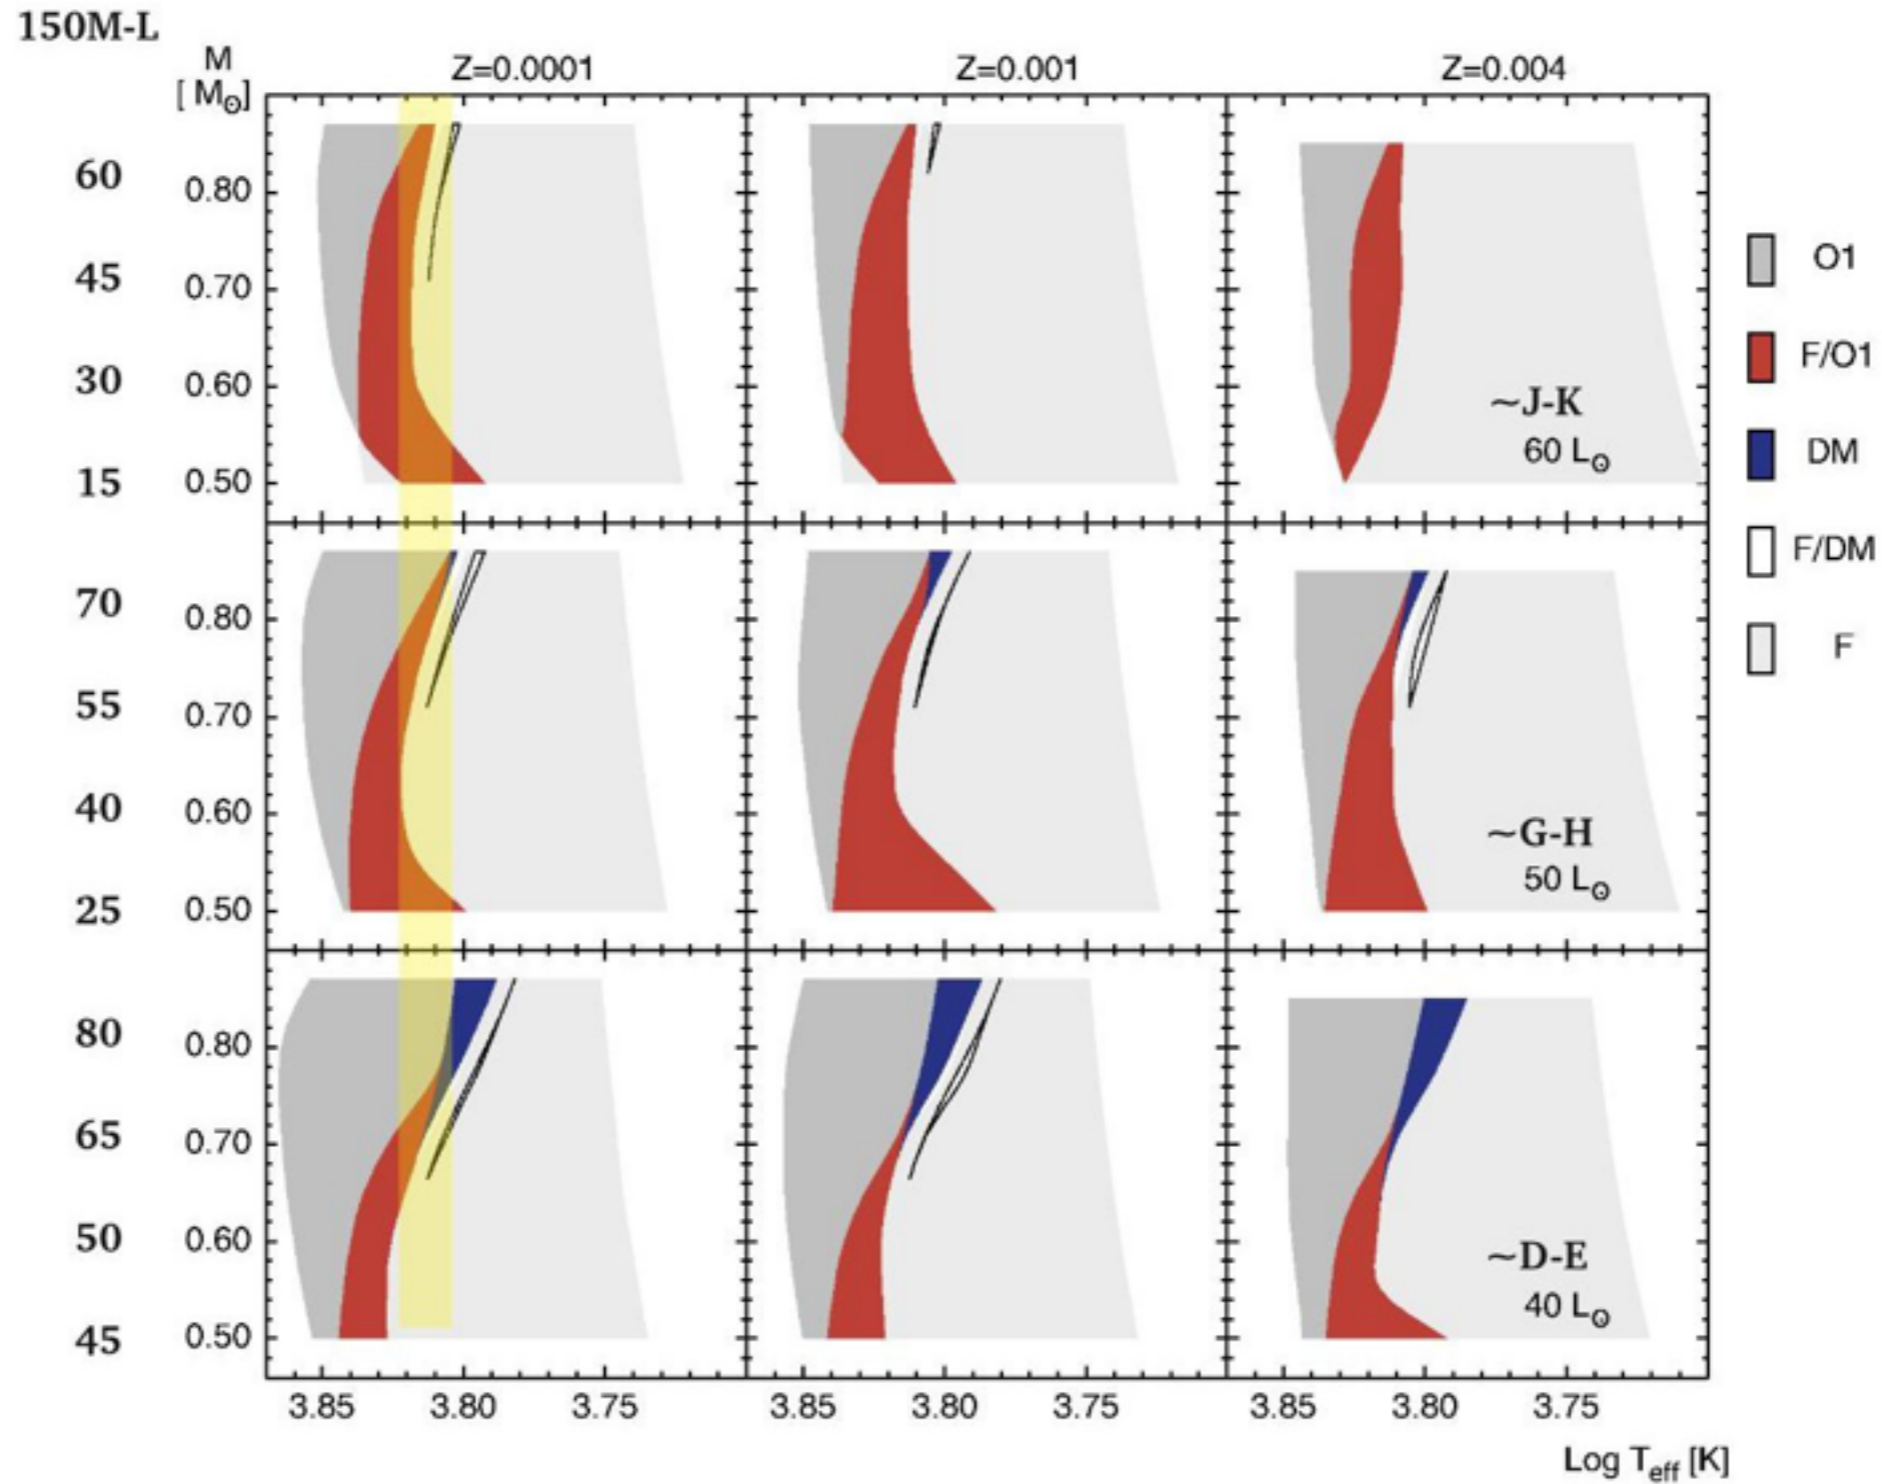 150M-L
M
[ M⊙]
Z=0.0001 Z=0.001 Z=0.004
60 0.80
45 0.70
30 0.60
15 0.50
~J-K
60 L⊙
70 0.80
55 0.70
40 0.60
25 0.50
~G-H
50 L⊙
80 0.80
65 0.70
50 0.60
45 0.50
~D-E
40 L⊙
O1
F/O1
DM
F/DM
F
3.85 3.80 3.75 3.85 3.80 3.75 3.85 3.80 3.75
Log Teff [K]